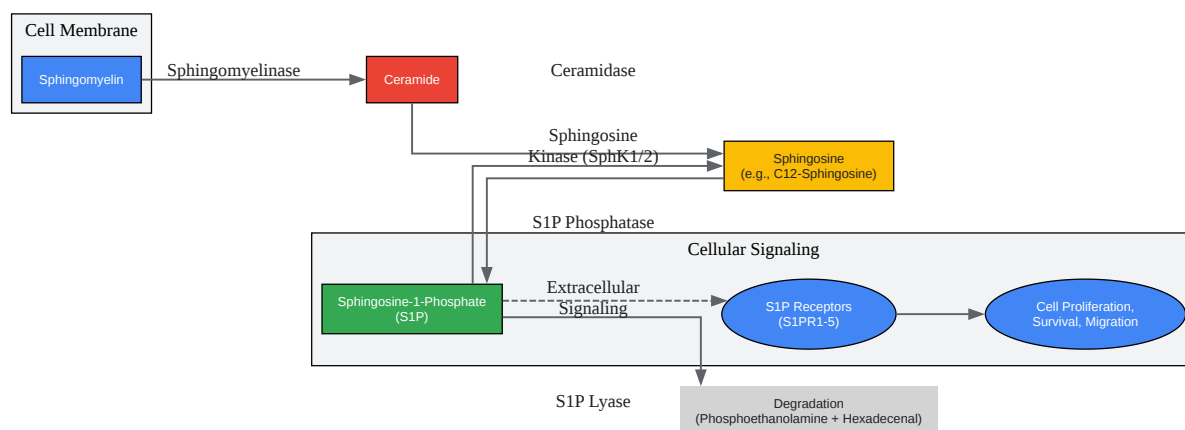 Cell Membrane
Sphingomyelin
Sphingomyelinase
Ceramide
Ceramidase
Sphingosine
Kinase (SphK1/2)
Sphingosine
(e.g., C12-Sphingosine)
S1P Phosphatase
Cellular Signaling
Sphingosine-1-Phosphate
(S1P)
Extracellular
Signaling
S1P Receptors
(S1PR1-5)
Cell Proliferation,
Survival, Migration
S1P Lyase
Degradation
(Phosphoethanolamine + Hexadecenal)